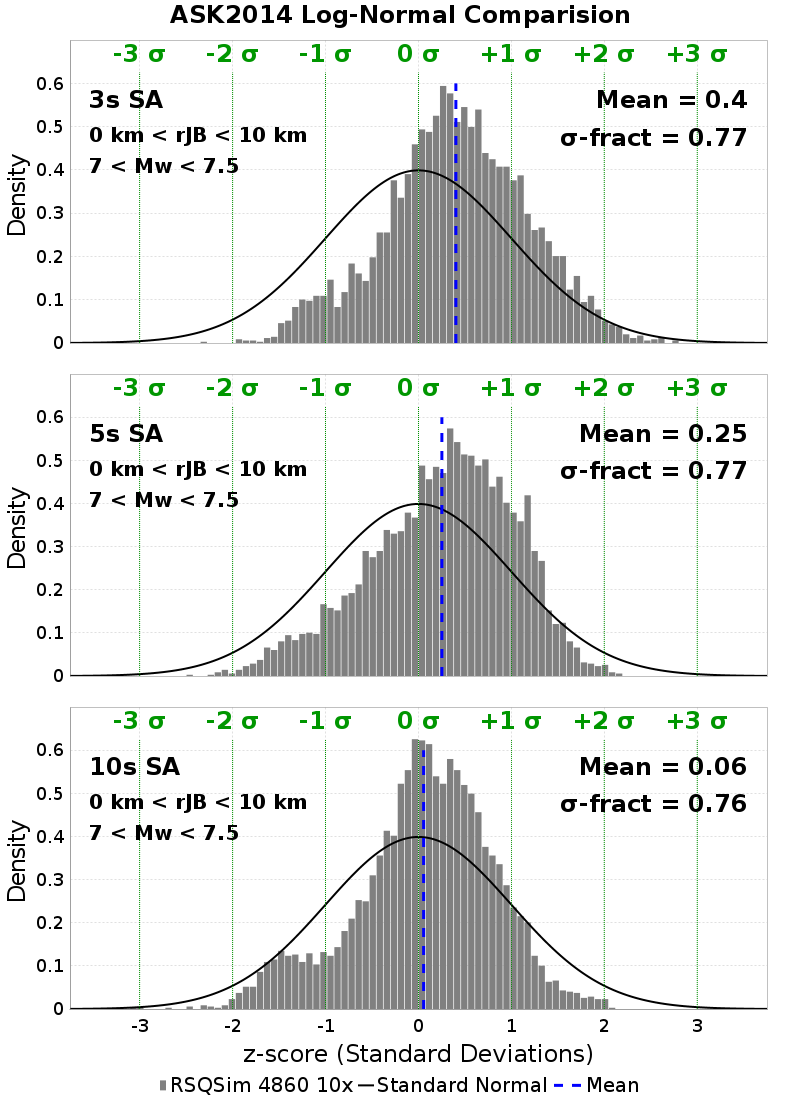 ASK2014 Log-Normal Comparision
-3 σ -2 σ -1 σ 0 σ +1 σ +2 σ +3 σ
3s SA
0 km < rJB < 10 km
7 < Mw < 7.5
Mean = 0.4
σ-fract = 0.77
Density
0.6
0.5
0.4
0.3
0.2
0.1
0
-3 σ -2 σ -1 σ 0 σ +1 σ +2 σ +3 σ
5s SA
0 km < rJB < 10 km
7 < Mw < 7.5
Mean = 0.25
σ-fract = 0.77
Density
0.6
0.5
0.4
0.3
0.2
0.1
0
-3 σ -2 σ -1 σ 0 σ +1 σ +2 σ +3 σ
10s SA
0 km < rJB < 10 km
7 < Mw < 7.5
Mean = 0.06
σ-fract = 0.76
Density
0.6
0.5
0.4
0.3
0.2
0.1
0
-3 -2 -1 0 1 2 3
z-score (Standard Deviations)
RSQSim 4860 10x Standard Normal Mean